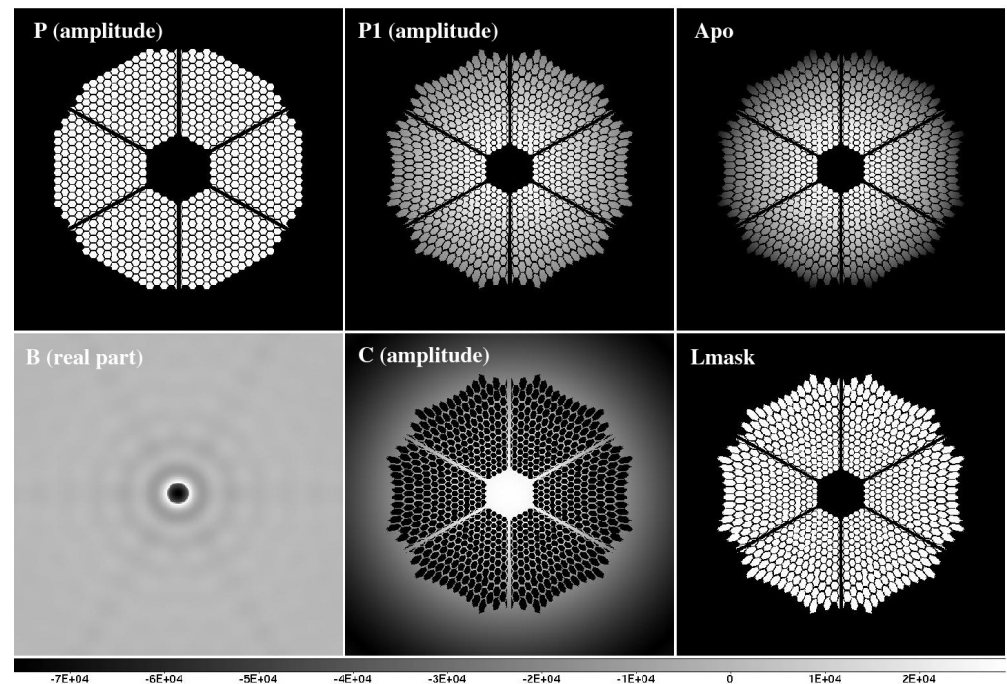 P (amplitude)
P1 (amplitude)
Apo
B (real part)
C (amplitude)
Lmask
-7E+04 -6E+04 -5E+04 -4E+04 -3E+04 -2E+04 -1E+04 0 1E+04 2E+04